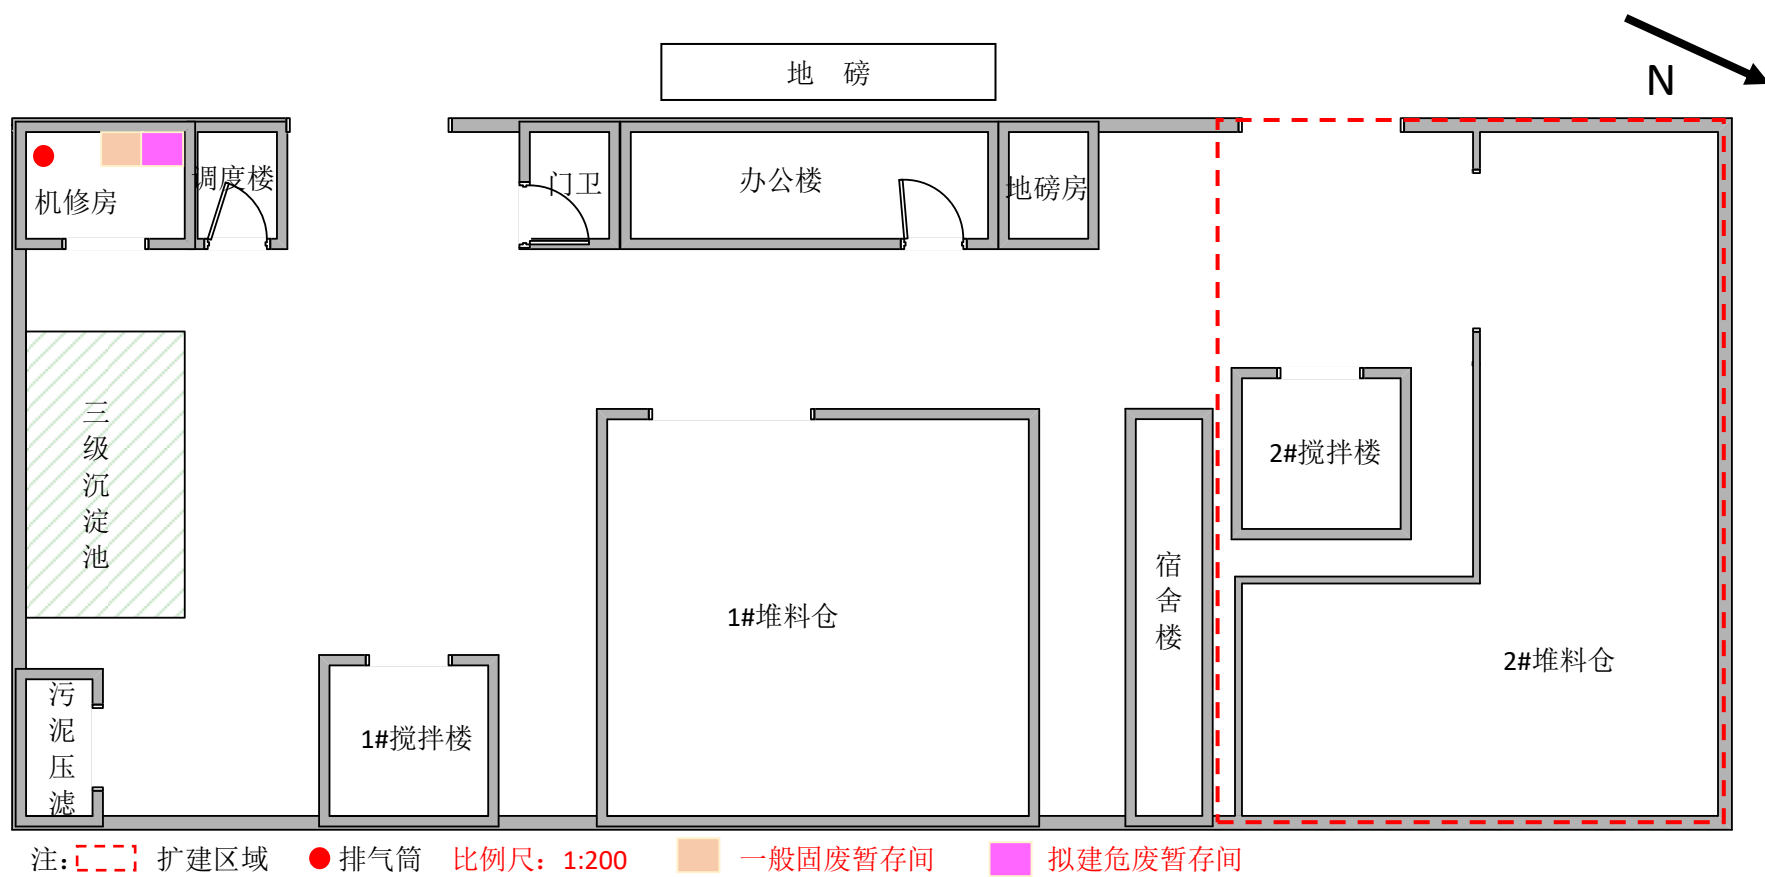 地 磅
N
机修房
调度楼
门卫
办公楼
地磅房
三级沉淀池
2#搅拌楼
宿舍楼
1#堆料仓
2#堆料仓
污泥压滤
1#搅拌楼
注: 扩建区域 排气筒 比例尺：1:200 一般固废暂存间 拟建危废暂存间